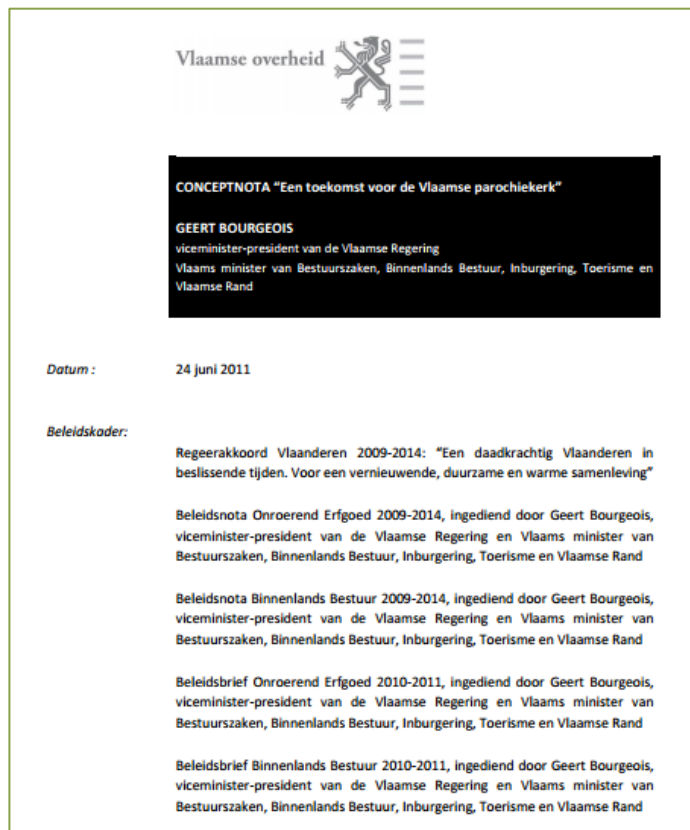 Vlaamse overheid
CONCEPTNOTA “Een toekomst voor de Vlaamse parochiekerk”
GEERT BOURGEOIS
viceminister-president van de Vlaamse Regering
Vlaams minister van Bestuurszaken, Binnenlands Bestuur, Inburgering, Toerisme en
Vlaamse Rand
Datum : 24 juni 2011
Beleidskader:
Regeerakkoord Vlaanderen 2009-2014: “Een daadkrachtig Vlaanderen in
beslissende tijden. Voor een vernieuwende, duurzame en warme samenleving”
Beleidsnota Onroerend Erfgoed 2009-2014, ingediend door Geert Bourgeois,
viceminister-president van de Vlaamse Regering en Vlaams minister van
Bestuurszaken, Binnenlands Bestuur, Inburgering, Toerisme en Vlaamse Rand
Beleidsnota Binnenlands Bestuur 2009-2014, ingediend door Geert Bourgeois,
viceminister-president van de Vlaamse Regering en Vlaams minister van
Bestuurszaken, Binnenlands Bestuur, Inburgering, Toerisme en Vlaamse Rand
Beleidsbrief Onroerend Erfgoed 2010-2011, ingediend door Geert Bourgeois,
viceminister-president van de Vlaamse Regering en Vlaams minister van
Bestuurszaken, Binnenlands Bestuur, Inburgering, Toerisme en Vlaamse Rand
Beleidsbrief Binnenlands Bestuur 2010-2011, ingediend door Geert Bourgeois,
viceminister-president van de Vlaamse Regering en Vlaams minister van
Bestuurszaken, Binnenlands Bestuur, Inburgering, Toerisme en Vlaamse Rand